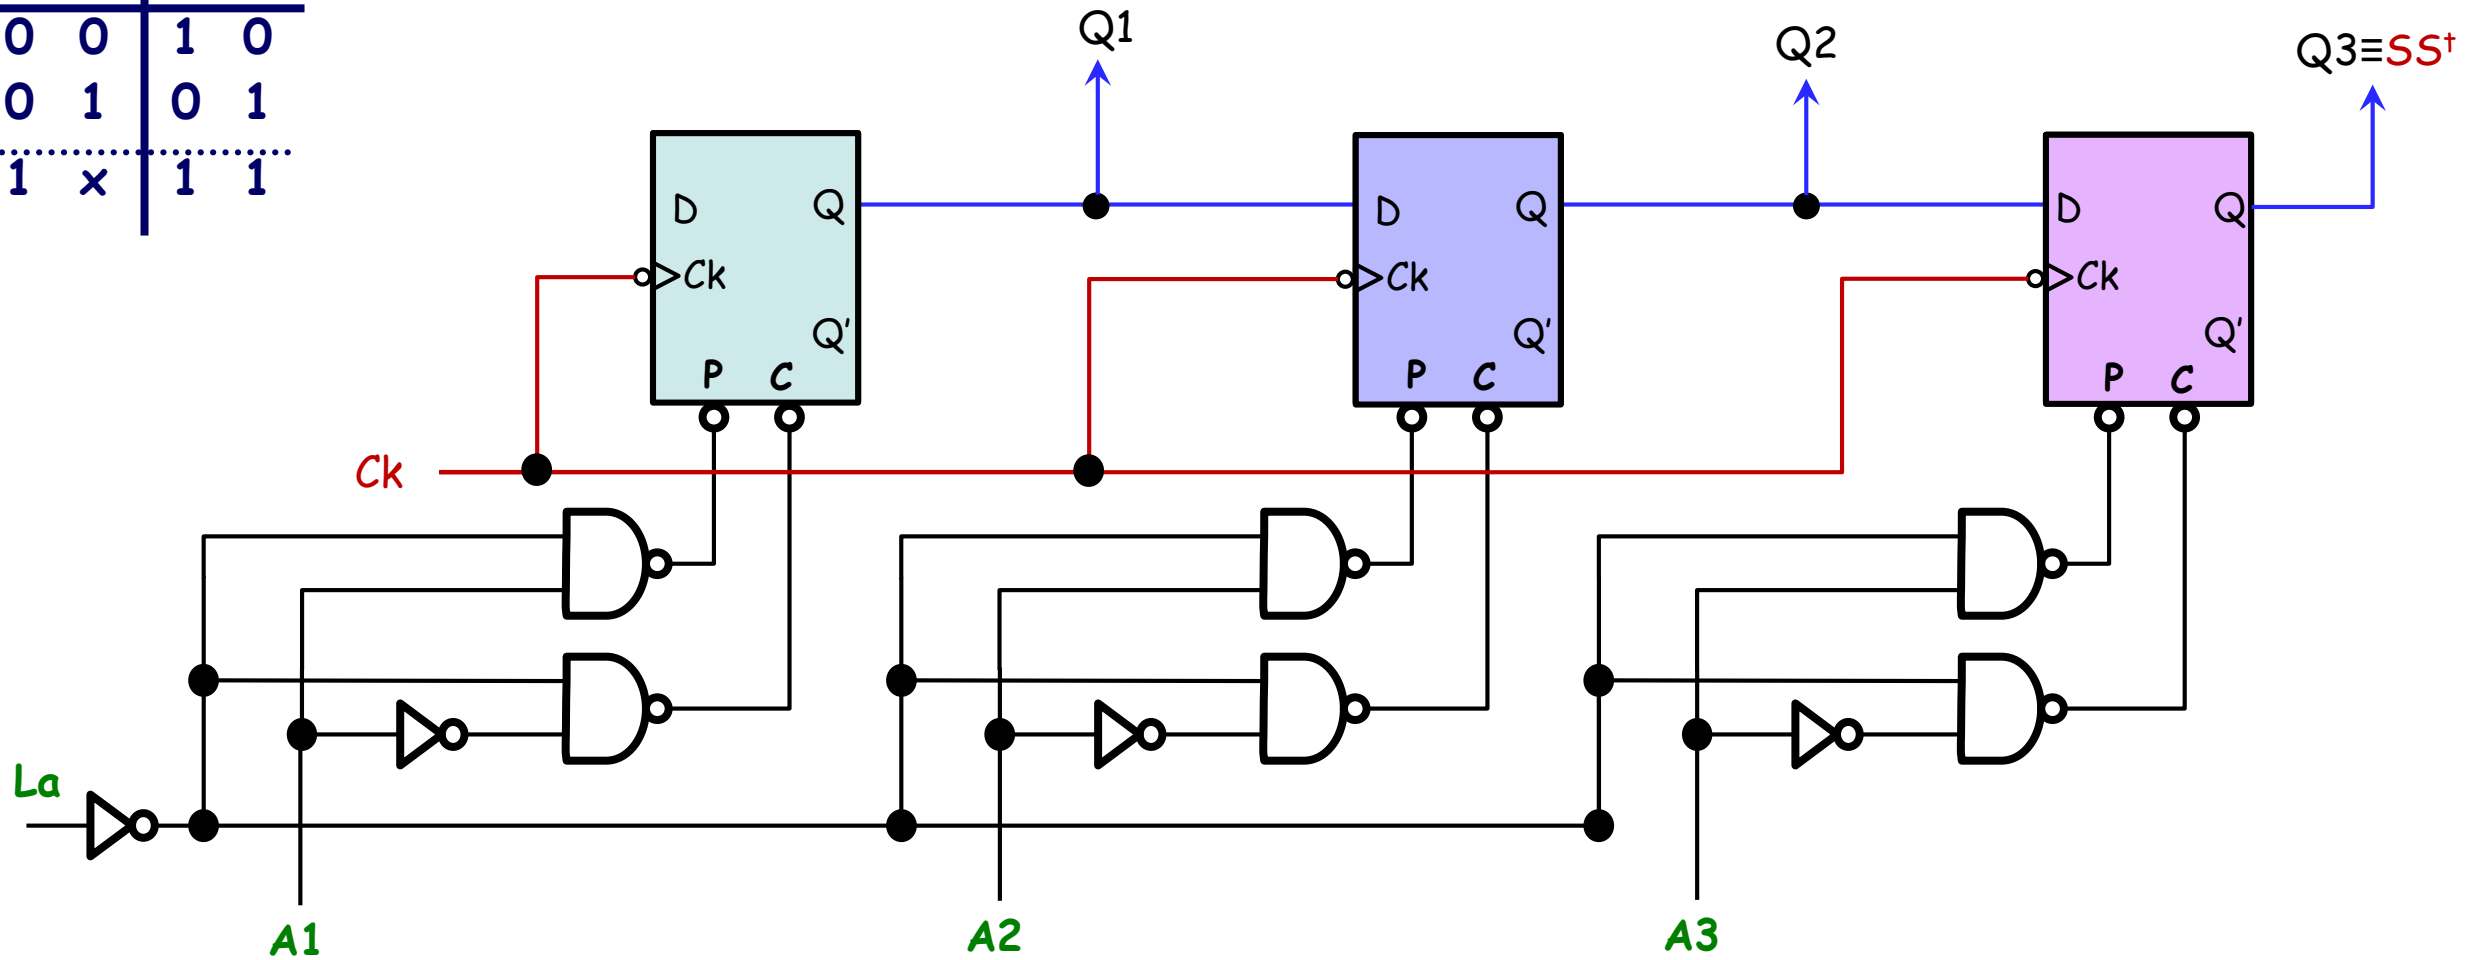 0 0 1 0
0 1 0 1
1 x 1 1
Q1
Q2
Q3≡SS†
D Q
Ck
Q'
P C
D Q
Ck
Q'
P C
D Q
Ck
Q'
P C
Ck
La
A1
A2
A3